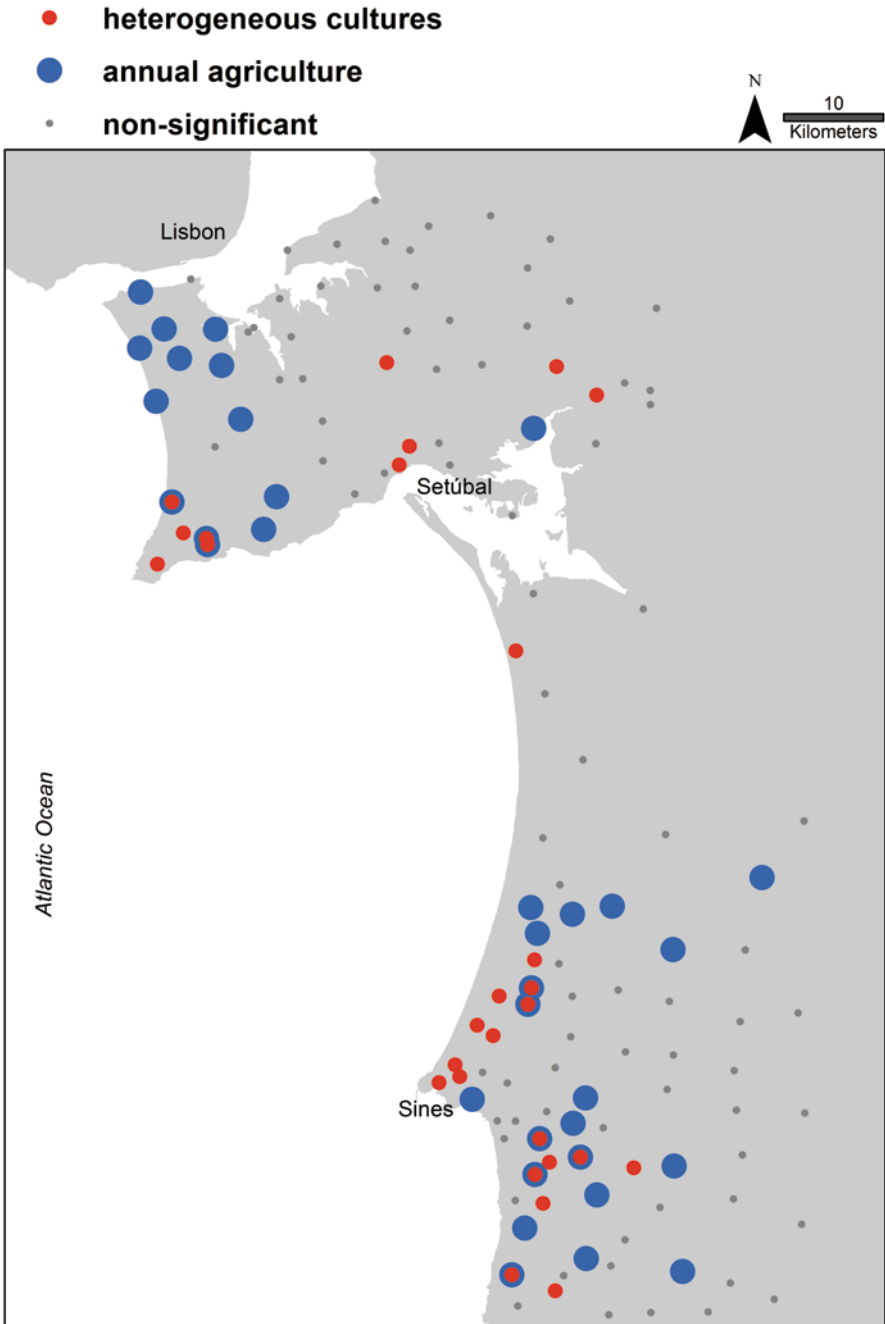 heterogeneous cultures
annual agriculture
non-significant
N
10
Kilometers
Lisbon
Setúbal
Atlantic Ocean
Sines